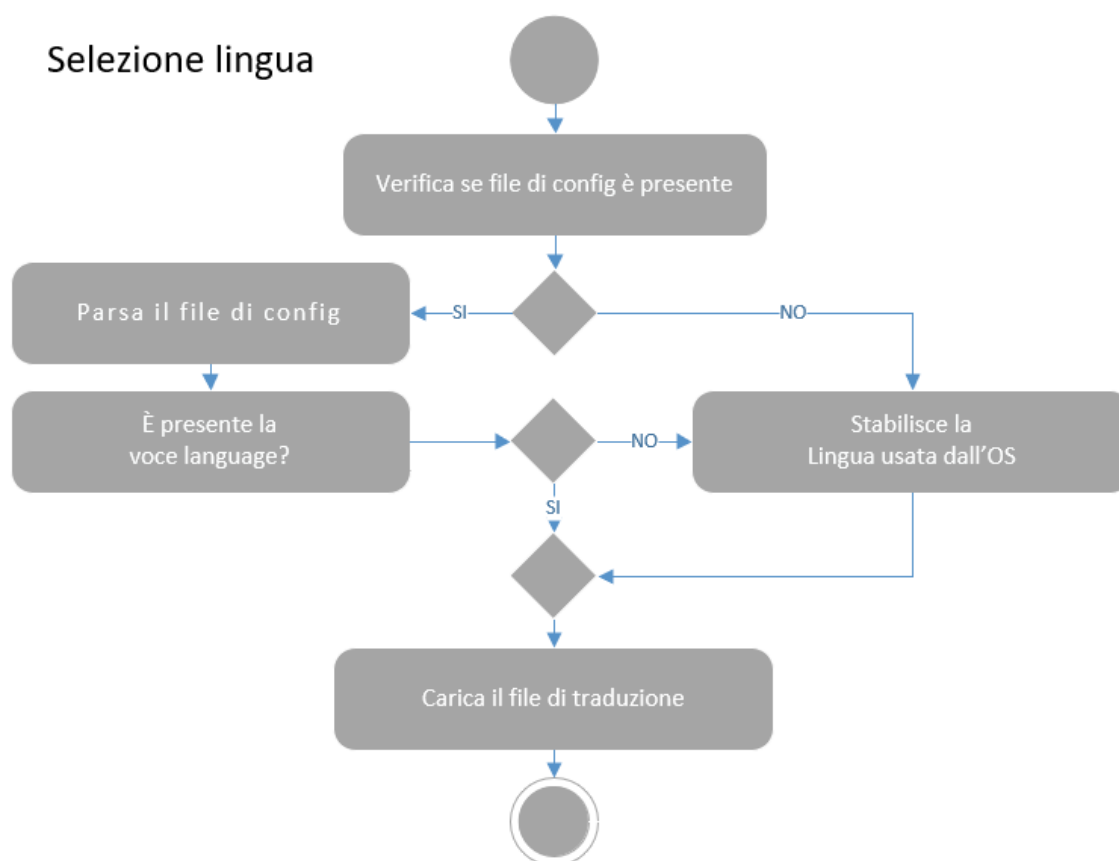 Selezione lingua
Verifica se file di config è presente
Parsa il file di config
SI
NO
È presente la
voce language?
NO
Stabilisce la
Lingua usata dall’OS
SI
Carica il file di traduzione